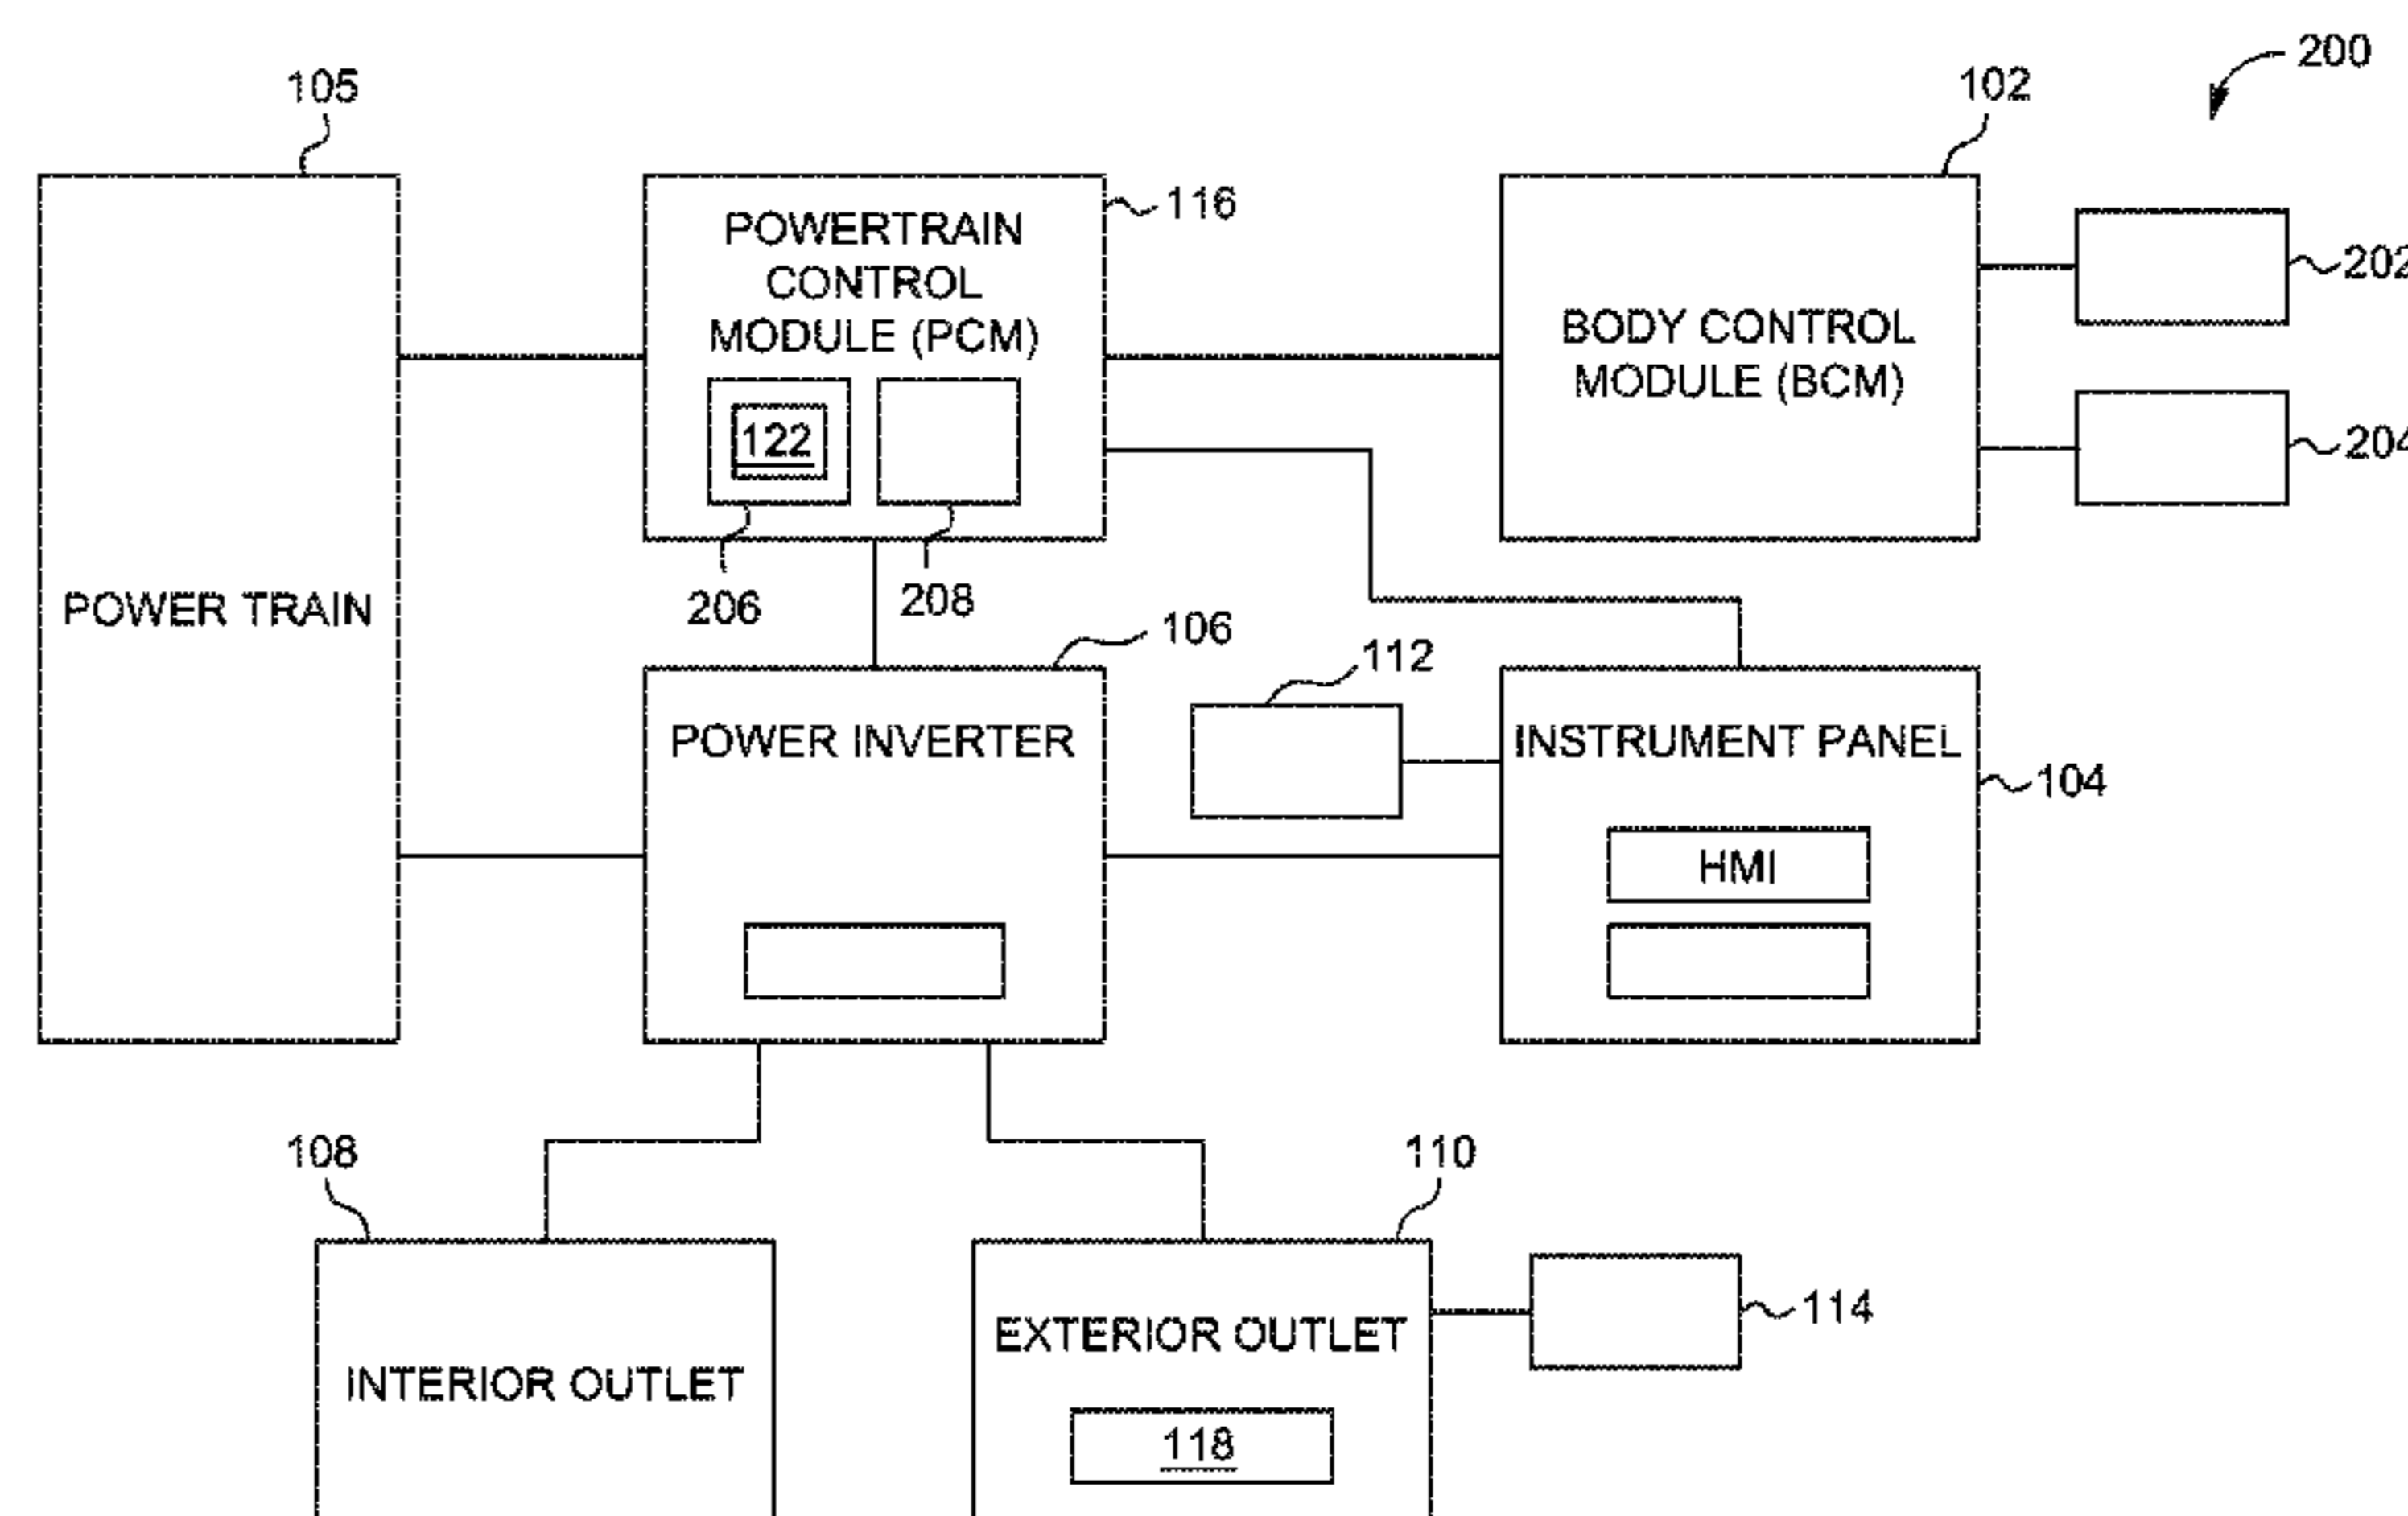 200
105
102
116
POWERTRAIN
CONTROL
MODULE (PCM)
202
BODY CONTROL
MODULE (BCM)
122
204
POWER TRAIN
206
208
106
112
POWER INVERTER
INSTRUMENT PANEL
104
HMI
108
110
EXTERIOR OUTLET
114
INTERIOR OUTLET
118